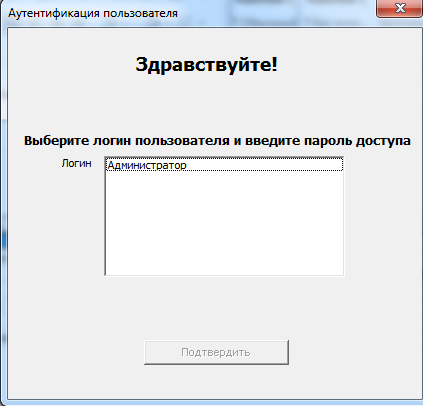 Аутентификация пользователя
Здравствуйте!
Выберите логин пользователя и введите пароль доступа
Логин
Администратор
Подтвердить